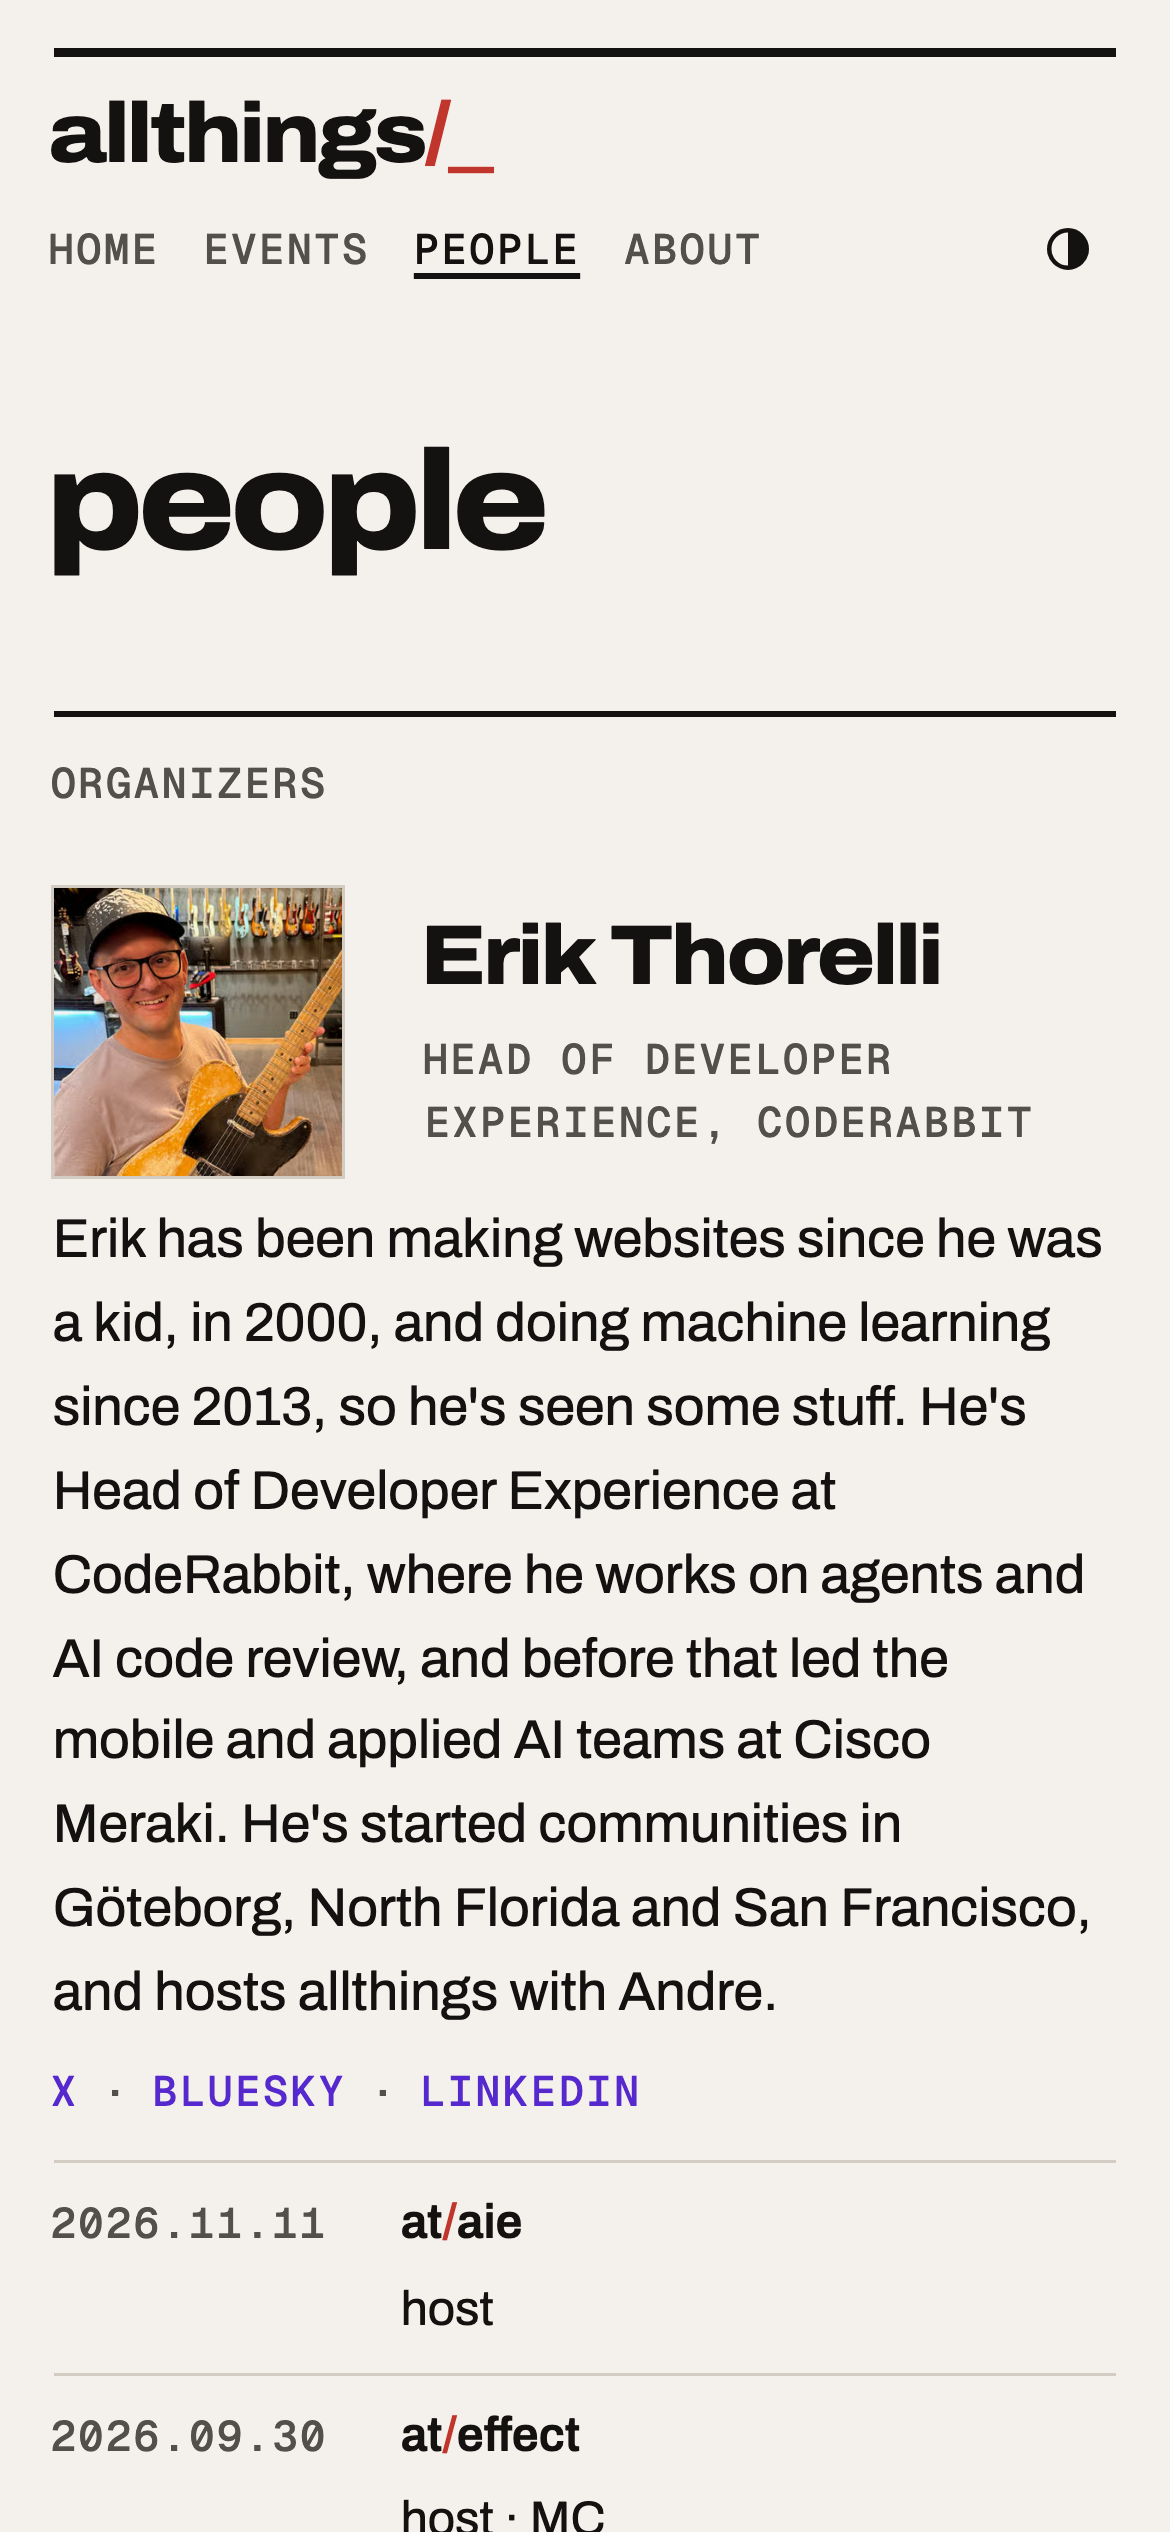 allthings/_
HOME EVENTS PEOPLE ABOUT
people
ORGANIZERS
Erik Thorelli
HEAD OF DEVELOPER
EXPERIENCE, CODERABBIT
Erik has been making websites since he was
a kid, in 2000, and doing machine learning
since 2013, so he's seen some stuff. He's
Head of Developer Experience at
CodeRabbit, where he works on agents and
AI code review, and before that led the
mobile and applied AI teams at Cisco
Meraki. He's started communities in
Göteborg, North Florida and San Francisco,
and hosts allthings with Andre.
X · BLUESKY · LINKEDIN
2026.11.11 at/aie
host
2026.09.30 at/effect
host · MC